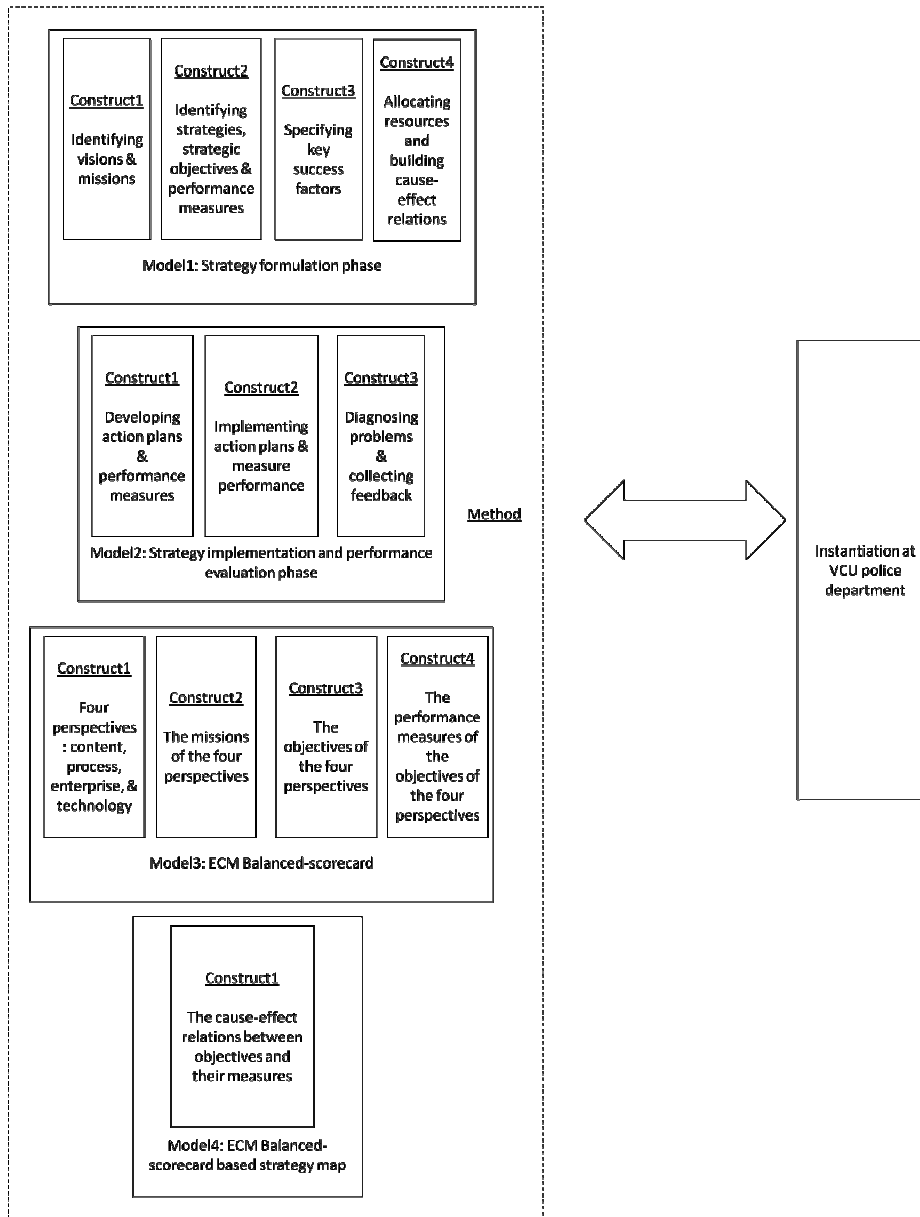 Construct1
Identifying
visions &
missions
Construct2
Identifying
strategies,
strategic
objectives &
performance
measures
Construct3
Specifying
key
success
factors
Construct4
Allocating
resources
and
building
cause-
effect
relations
Model1: Strategy formulation phase
Construct1
Developing
action plans
&
performance
measures
Construct2
Implementing
action plans &
measure
performance
Construct3
Diagnosing
problems
&
collecting
feedback
Model2: Strategy implementation and performance
evaluation phase
Method
Construct1
Four
perspectives
: content,
process,
enterprise, &
technology
Construct2
The missions
of the four
perspectives
Construct3
The
objectives of
the four
perspectives
Construct4
The
performance
measures of
the
objectives of
the four
perspectives
Model3: ECM Balanced-scorecard
Construct1
The cause-effect
relations between
objectives and
their measures
Model4: ECM Balanced-
scorecard based strategy map
Instantiation at
VCU police
department